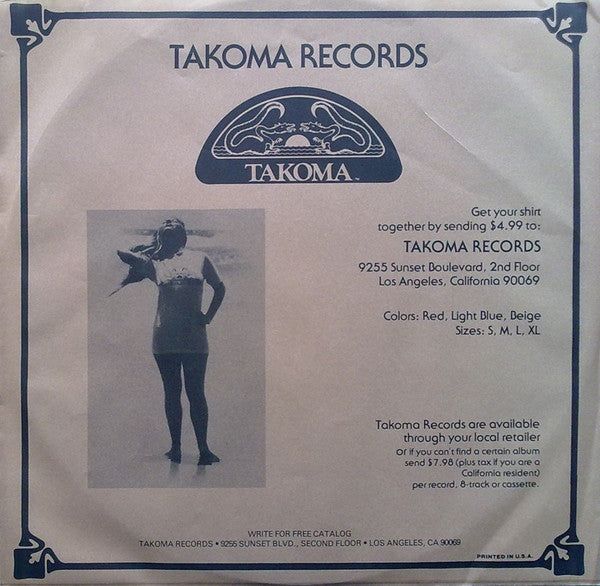 TAKOMA RECORDS
TAKOMA™
Get your shirt
together by sending $4.99 to:
TAKOMA RECORDS
9255 Sunset Boulevard, 2nd Floor
Los Angeles, California 90069
Colors: Red, Light Blue, Beige
Sizes: S, M, L, XL
Takoma Records are available
through your local retailer
or if you can't find a certain album
send $7.98 (plus tax if you are a
California resident)
per record, 8-track or cassette.
WRITE FOR FREE CATALOG
TAKOMA RECORDS • 9255 SUNSET BLVD., SECOND FLOOR • LOS ANGELES, CA 90069
PRINTED IN U.S.A.